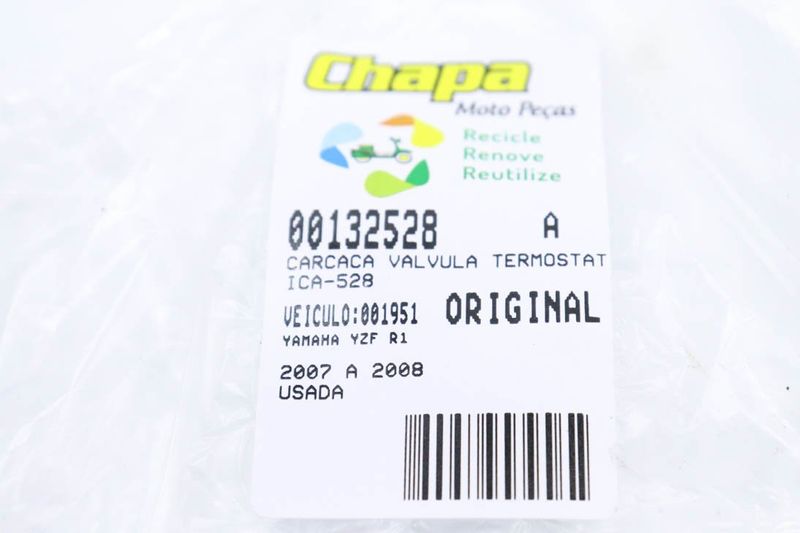 Chapa
Moto Peças
Recicle
Renove
Reutilize
00132528 A
CARCACA VALVULA TERMOSTAT
ICA-528
VEICULO:001951 ORIGINAL
YAMAHA YZF R1
2007 A 2008
USADA